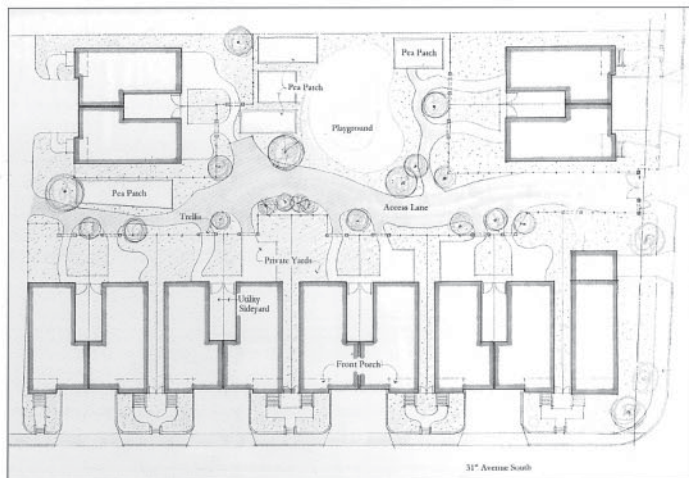 Pea Patch
Pea Patch
Playground
Pea Patch
Access Lane
Trellis
Private Yards
Utility
Sideyard
Front Porch
31st Avenue South